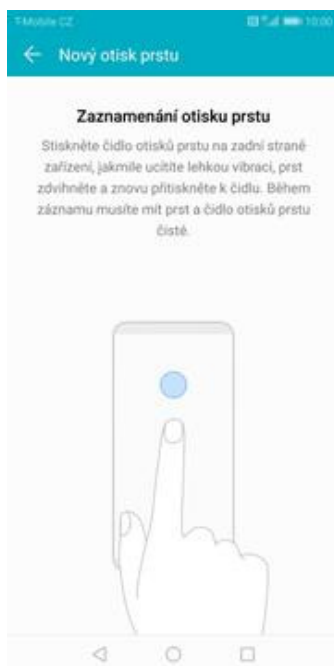 T-Mobile CZ 10:00
Nový otisk prstu
Zaznamenání otisku prstu
Stiskněte čidlo otisků prstu na zadní straně
zařízení, jakmile ucítíte lehkou vibraci, prst
zdvihněte a znovu přitiskněte k čidlu. Během
záznamu musíte mít prst a čidlo otisků prstu
čisté.